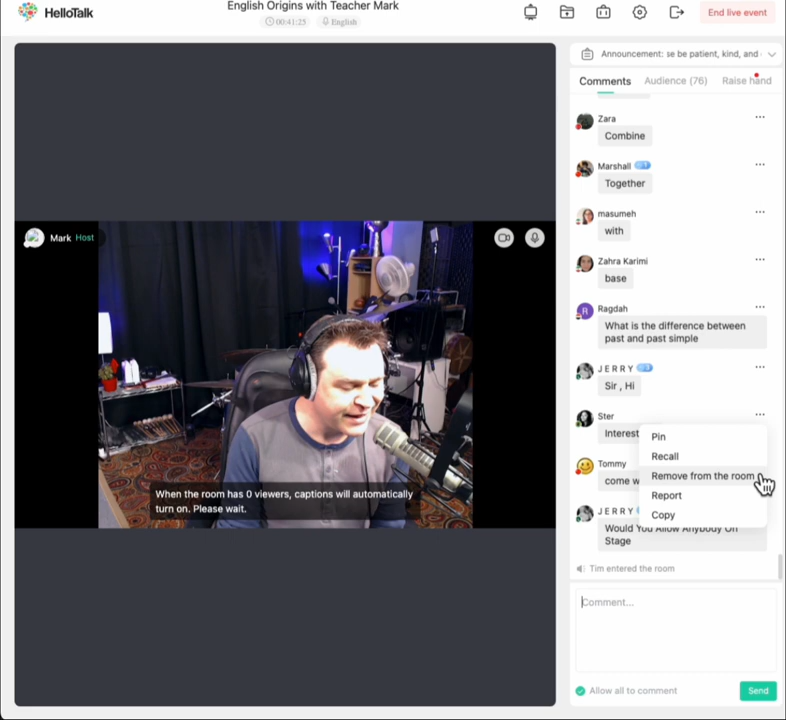 HelloTalk
English Origins with Teacher Mark
00:41:25
English
End live event
Mark Host
When the room has 0 viewers, captions will automatically
turn on. Please wait.
Announcement: se be patient, kind, and
Comments
Audience (76)
Raise hand
Zara
Combine
Marshall
Together
masumeh
with
Zahra Karimi
base
R
Ragdah
What is the difference between
past and past simple
J E R R Y
Sir , Hi
Ster
Interest
Pin
Recall
Remove from the room
Report
Copy
Tommy
come w
J E R R Y
Would You Allow Anybody On
Stage
Tim entered the room
Comment...
Allow all to comment
Send